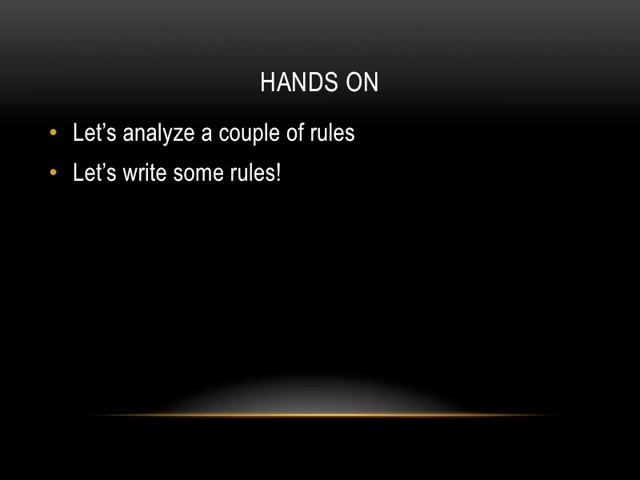 HANDS ON
• Let’s analyze a couple of rules
• Let’s write some rules!